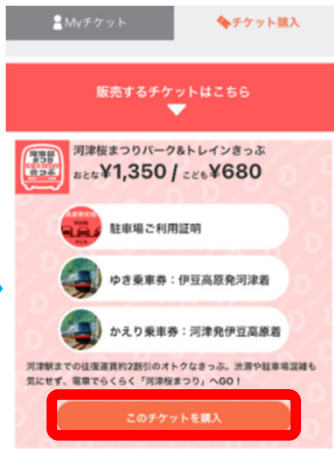 Myチケット
チケット購入
販売するチケットはこちら
河津桜まつりパーク&トレインきっぷ
おとな¥1,350 / こども¥680
駐車場ご利用証明
ゆき乗車券：伊豆高原発河津着
かえり乗車券：河津発伊豆高原着
河津駅までの往復運賃約2割引のオトクなきっぷ。渋滞や駐車場混雑も
気にせず、電車でらくらく「河津桜まつり」へGO！
このチケットを購入